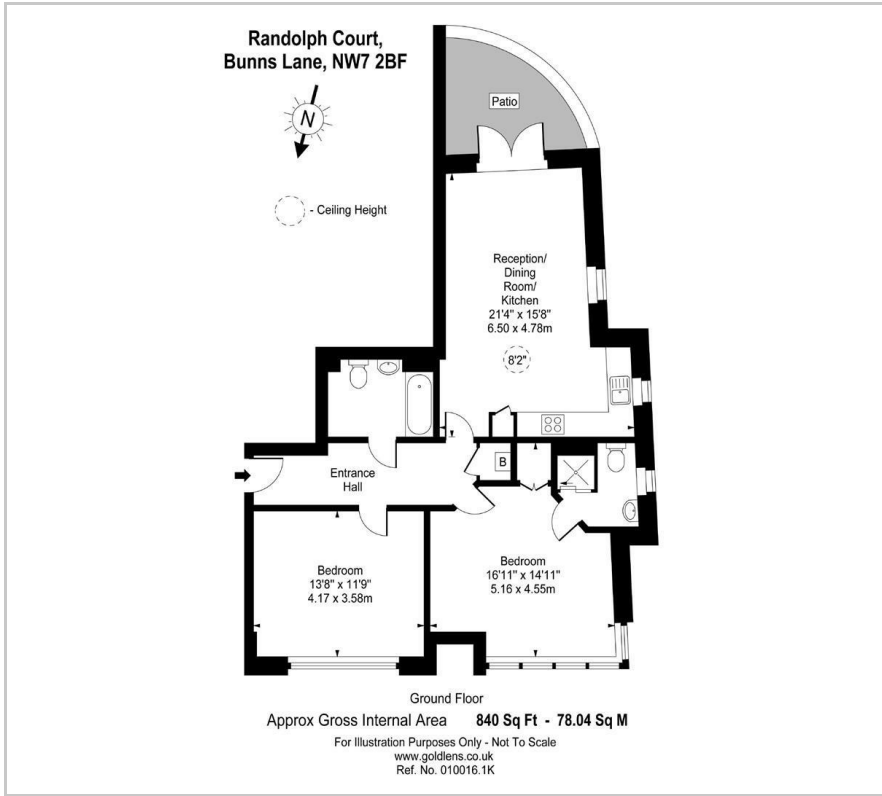 Randolph Court,
Bunns Lane, NW7 2BF
N
- Ceiling Height
Patio
Reception/
Dining
Room/
Kitchen
21'4" x 15'8"
6.50 x 4.78m
8'2"
B
Entrance
Hall
Bedroom
13'8" x 11'9"
4.17 x 3.58m
Bedroom
16'11" x 14'11"
5.16 x 4.55m
Ground Floor
Approx Gross Internal Area 840 Sq Ft - 78.04 Sq M
For Illustration Purposes Only - Not To Scale
www.goldlens.co.uk
Ref. No. 010016.1K